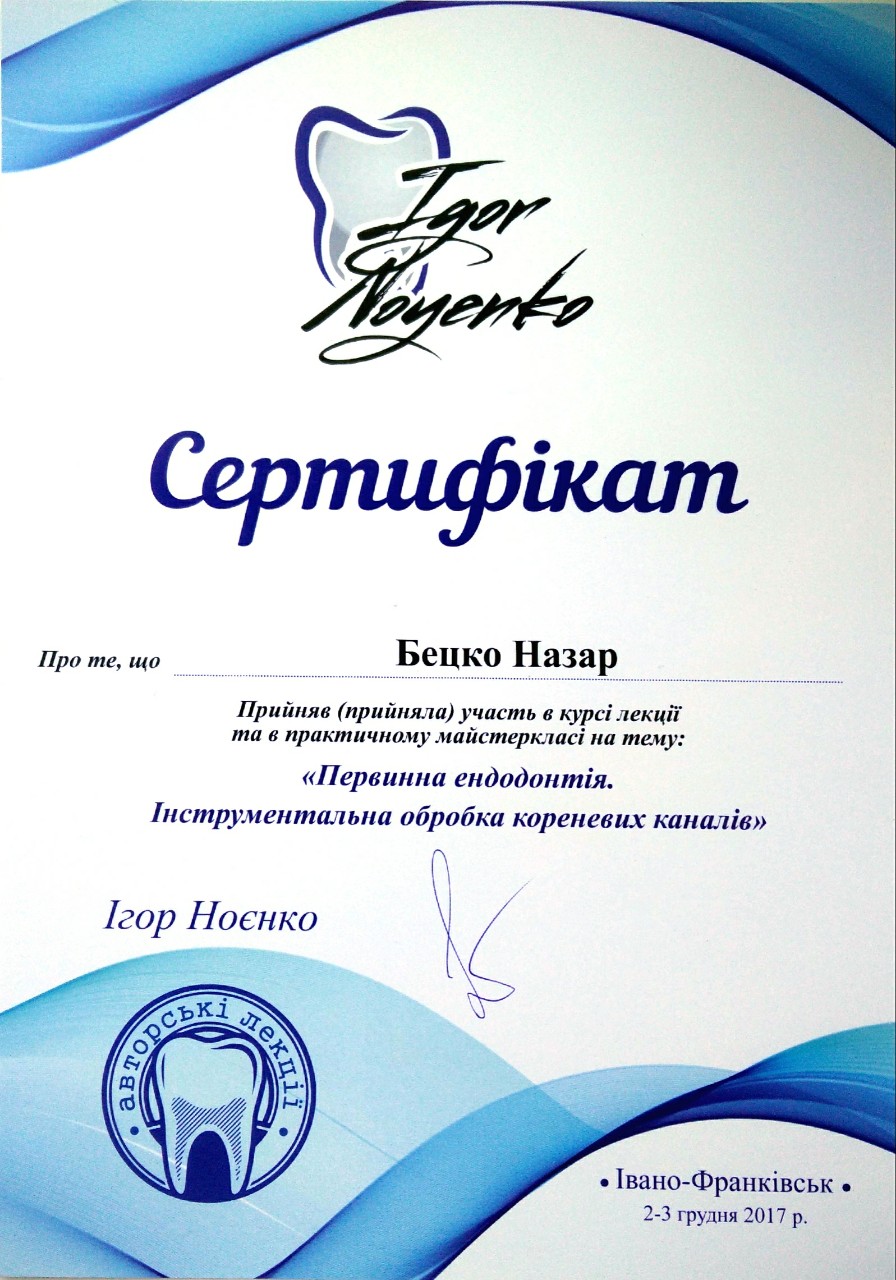 Igor
Noyenko
Сертифікат
Про те, що Бецко Назар
Прийняв (прийняла) участь в курсі лекції
та в практичному майстеркласі на тему:
«Первинна ендодонтія.
Інструментальна обробка кореневих каналів»
Ігор Ноєнко
• авторські лекції •
• Івано-Франківськ •
2-3 грудня 2017 р.